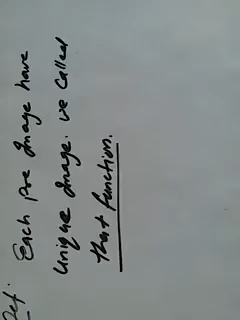 Def. Each pre Image have
unique Image. we called
that function.